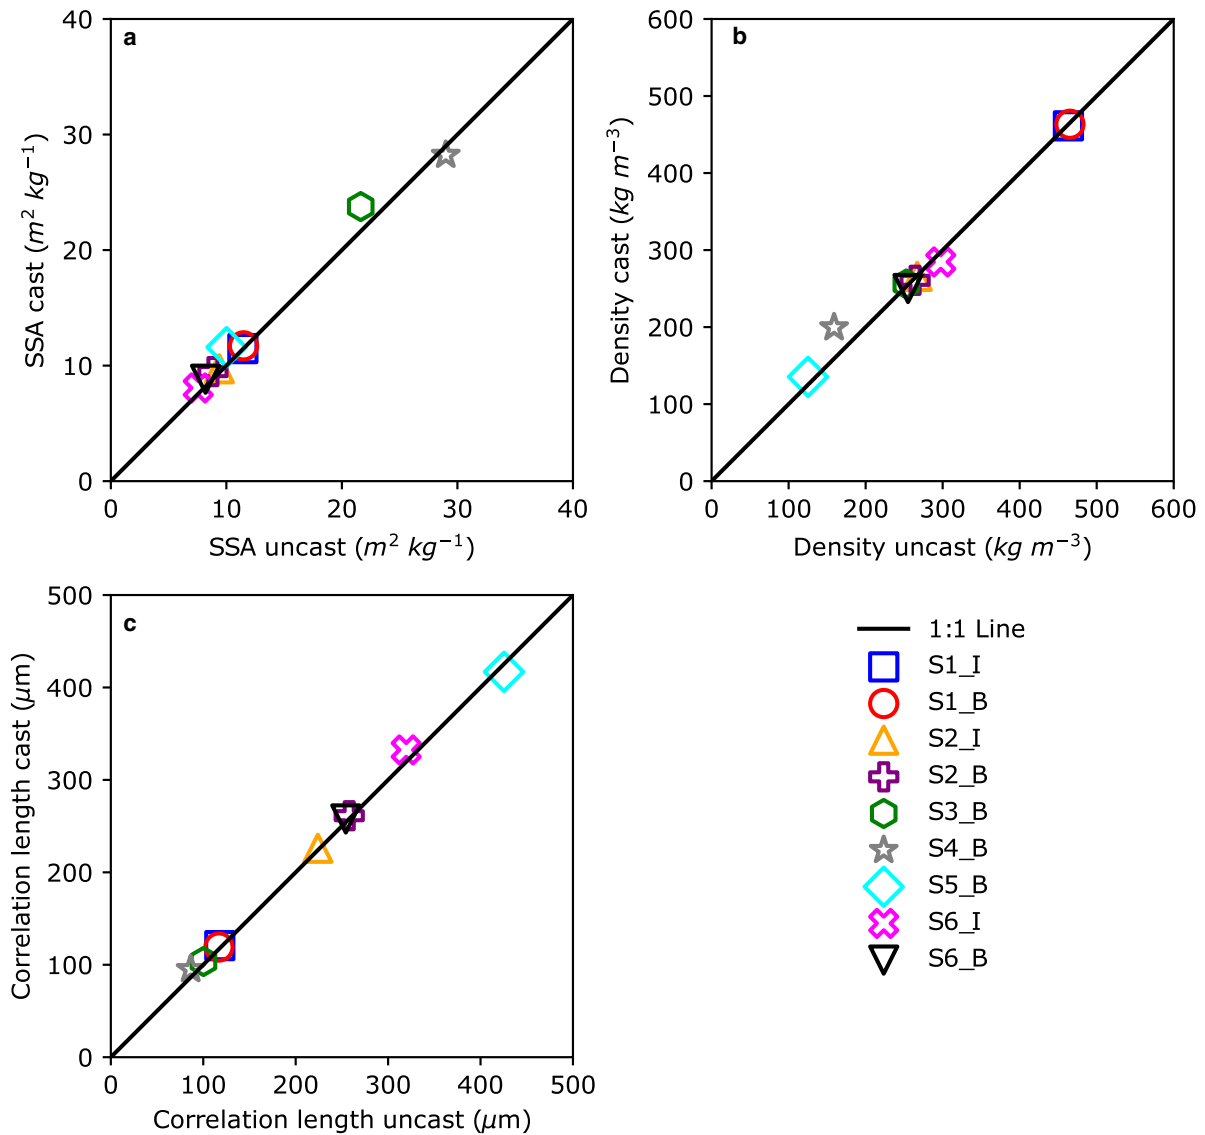 a
40
30
20
10
0
0 10 20 30 40
SSA cast (m² kg⁻¹)
SSA uncast (m² kg⁻¹)
b
600
500
400
300
200
100
0
0 100 200 300 400 500 600
Density cast (kg m⁻³)
Density uncast (kg m⁻³)
c
500
400
300
200
100
0
0 100 200 300 400 500
Correlation length cast (μm)
Correlation length uncast (μm)
1:1 Line
S1_I
S1_B
S2_I
S2_B
S3_B
S4_B
S5_B
S6_I
S6_B